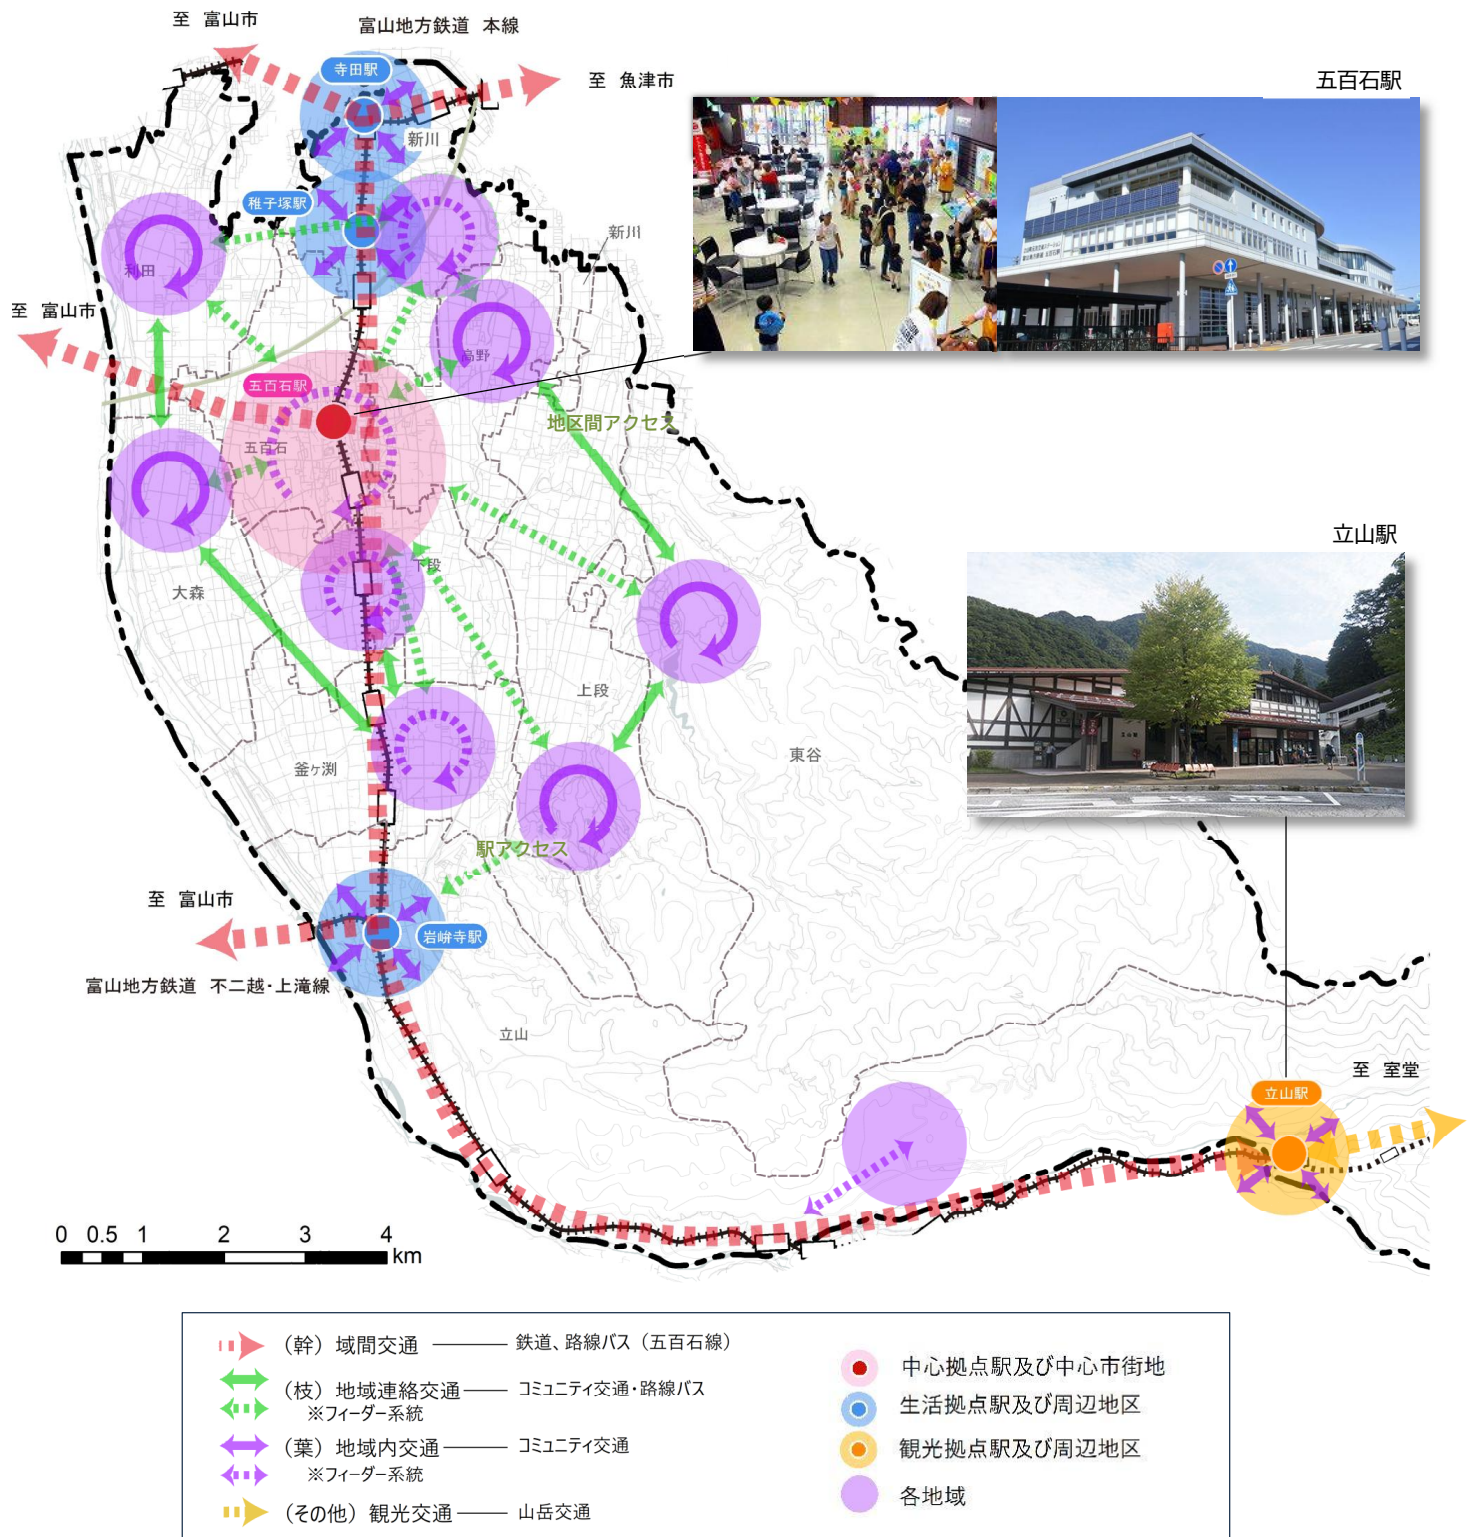 至 富山市
富山地方鉄道 本線
寺田駅
至 魚津市
五百石駅
新川
稚子塚駅
新川
利田
至 富山市
高野
五百石駅
地区間アクセス
五百石
立山駅
下段
大森
上段
東谷
釜ヶ渕
駅アクセス
至 富山市
岩峅寺駅
富山地方鉄道 不二越・上滝線
立山
至 室堂
立山駅
0 0.5 1 2 3 4
km
(幹) 域間交通 鉄道、路線バス(五百石線)
(枝) 地域連絡交通 コミュニティ交通・路線バス
※フィーダー系統
(葉) 地域内交通 コミュニティ交通
※フィーダー系統
(その他) 観光交通 山岳交通
中心拠点駅及び中心市街地
生活拠点駅及び周辺地区
観光拠点駅及び周辺地区
各地域